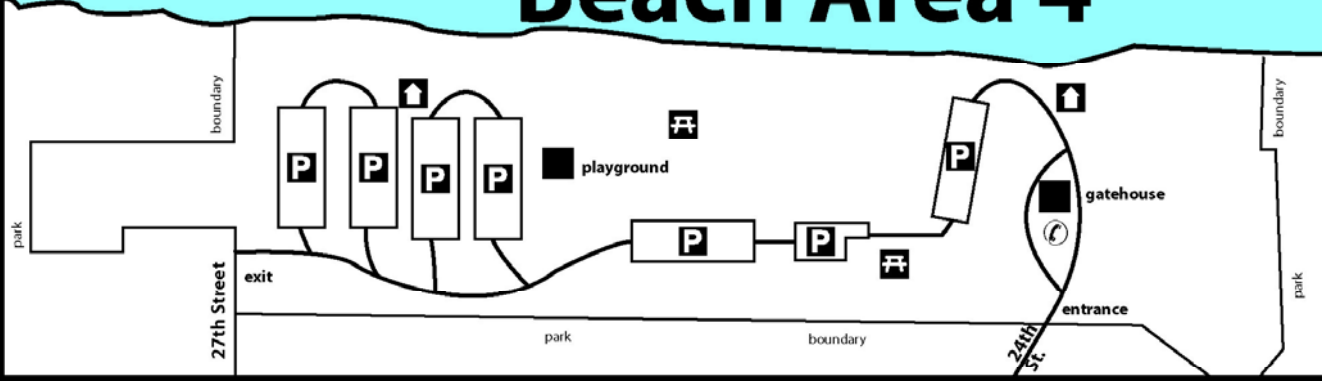 Beach Area 4
boundary
boundary
P
P
P
P
P
playground
gatehouse
park
P
P
exit
27th Street
park
entrance
park
boundary
24th
St.